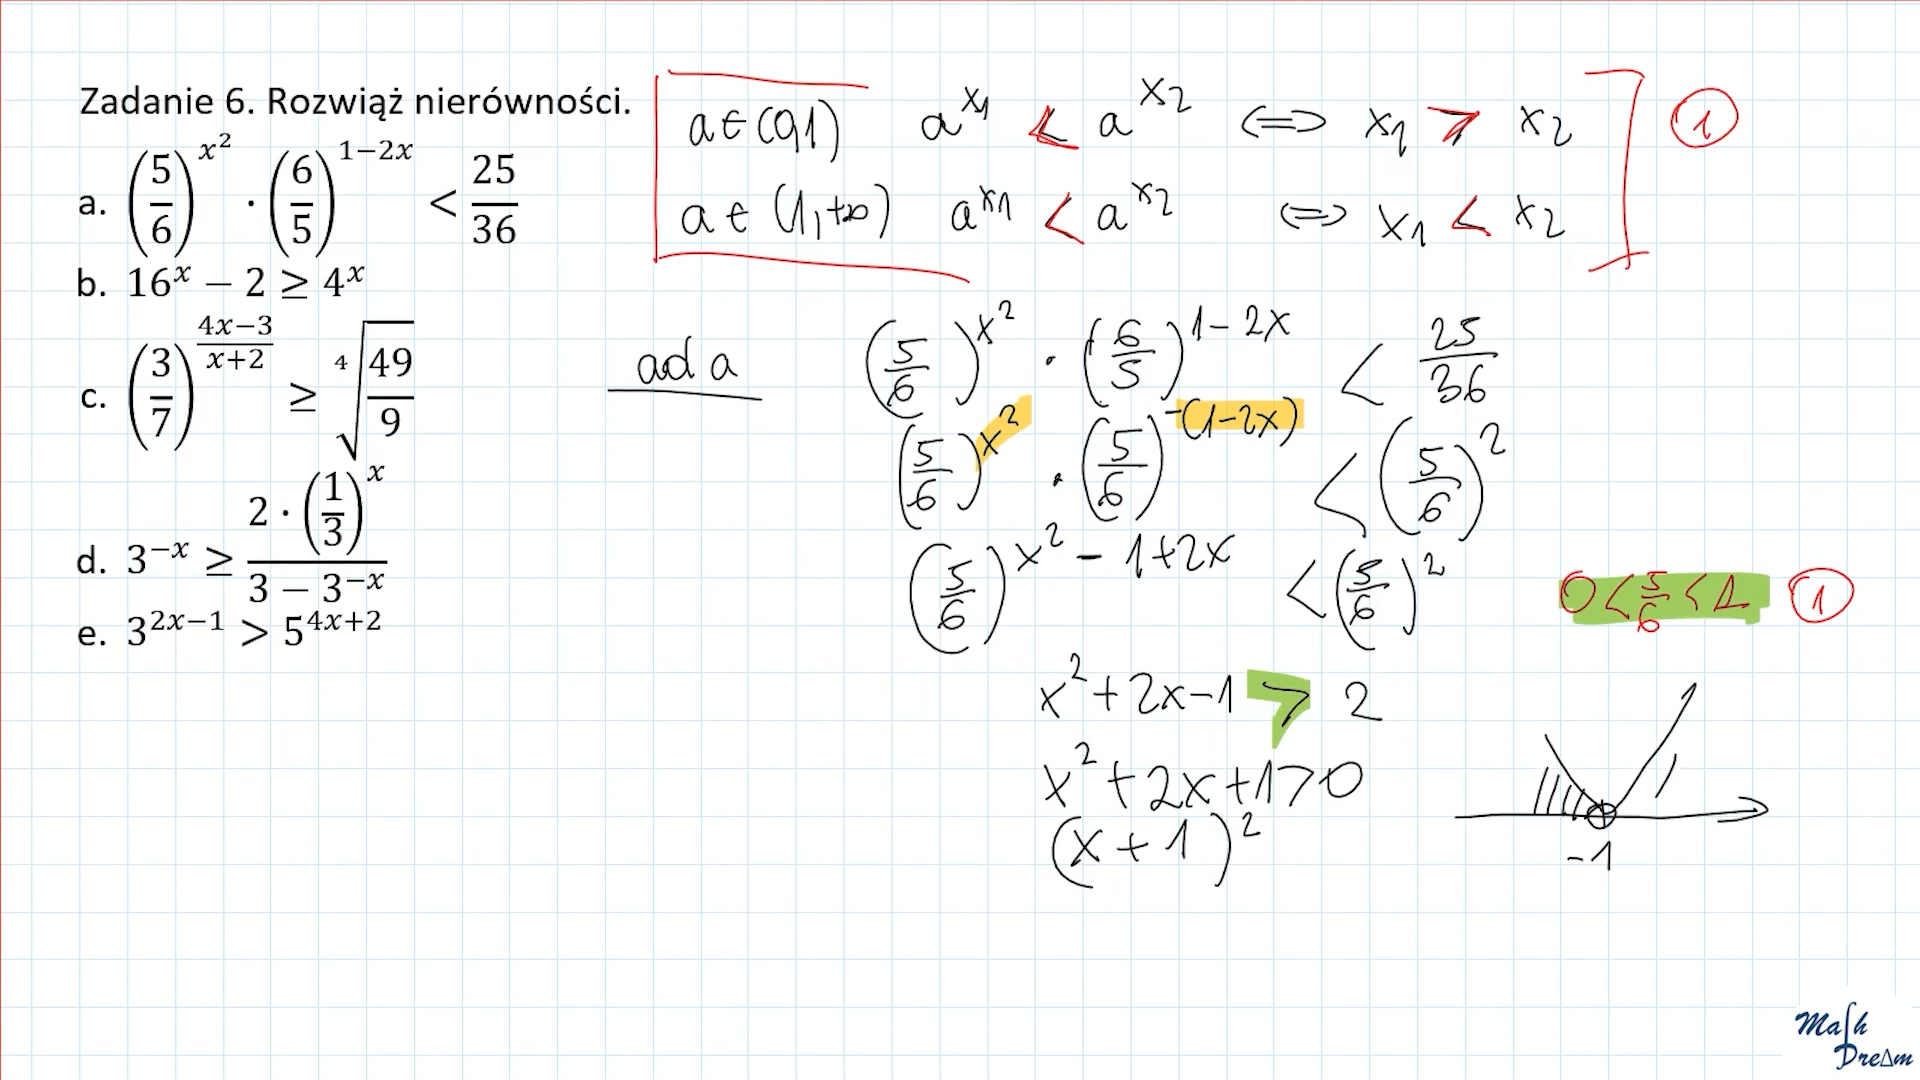 Zadanie 6. Rozwiąż nierówności.
a. (5/6)^(x²) · (6/5)^(1−2x) < 25/36
b. 16^x − 2 ≥ 4^x
c. (3/7)^((4x−3)/(x+2)) ≥ ⁴√(49/9)
d. 3^(−x) ≥ (2 · (1/3)^x)/(3 − 3^(−x))
e. 3^(2x−1) > 5^(4x+2)
a ∈ (0,1) a^(x₁) < a^(x₂) ⟺ x₁ > x₂ ①
a ∈ (1,+∞) a^(x₁) < a^(x₂) ⟺ x₁ < x₂
ad a
(5/6)^(x²) · (6/5)^(1−2x) < 25/36
(5/6)^(x²) · (5/6)^(−(1−2x)) < (5/6)²
(5/6)^(x²−1+2x) < (5/6)² 0 < 5/6 < 1 ①
x² + 2x − 1 > 2
x² + 2x + 1 > 0
(x + 1)²
−1
Math
Dre∆m